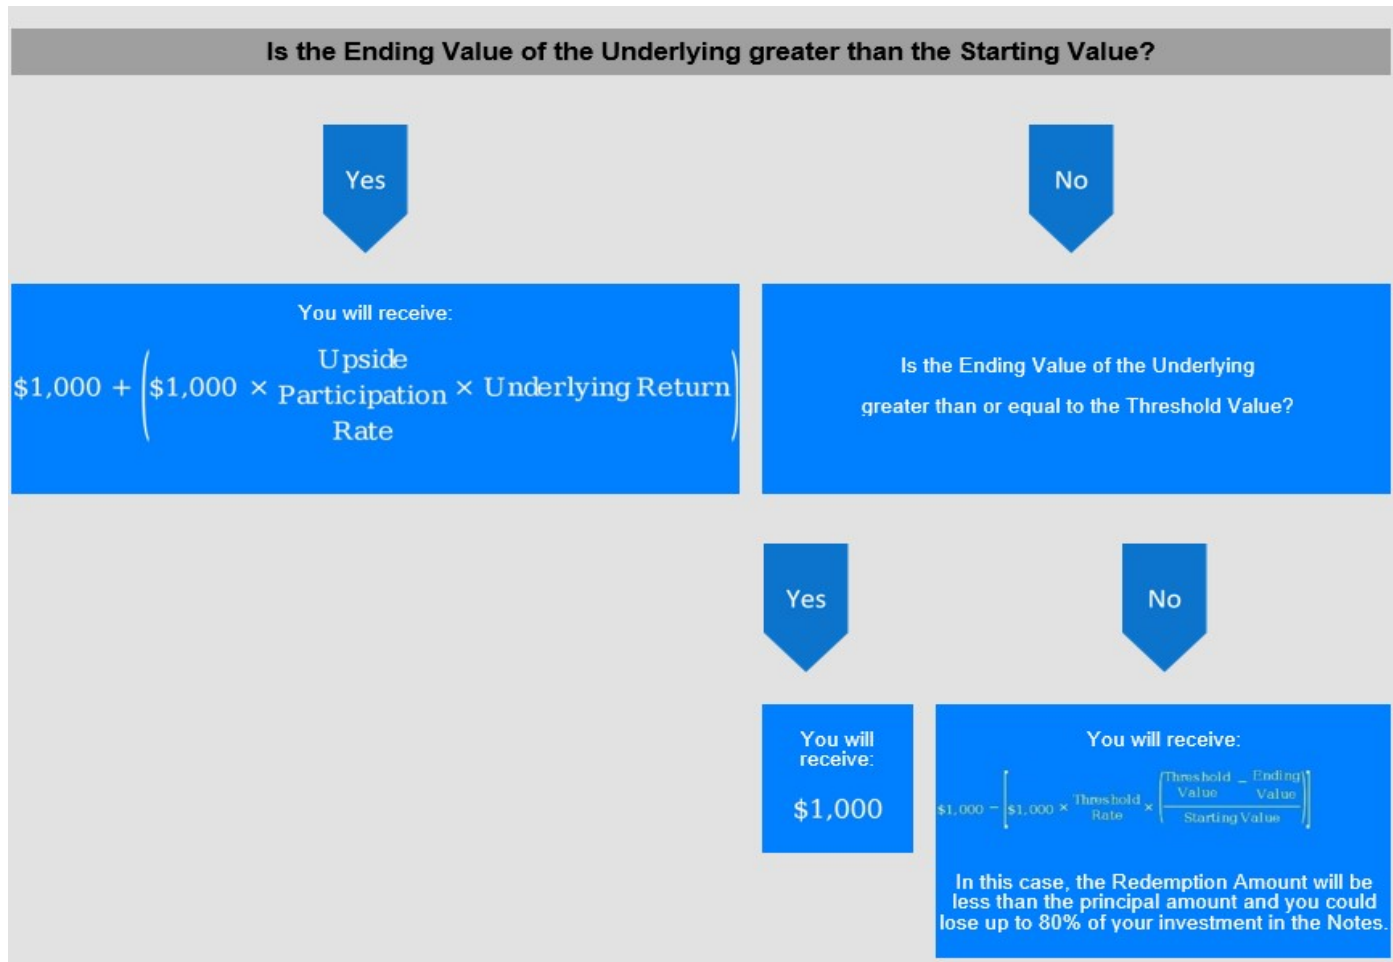 Is the Ending Value of the Underlying greater than the Starting Value?
Yes
No
You will receive:
$1,000 + ($1,000 × Upside Participation Rate × Underlying Return)
Is the Ending Value of the Underlying
greater than or equal to the Threshold Value?
Yes
No
You will
receive:
$1,000
You will receive:
$1,000 − [$1,000 × Threshold Rate × ((Threshold Value − Ending Value) / Starting Value)]
In this case, the Redemption Amount will be
less than the principal amount and you could
lose up to 80% of your investment in the Notes.